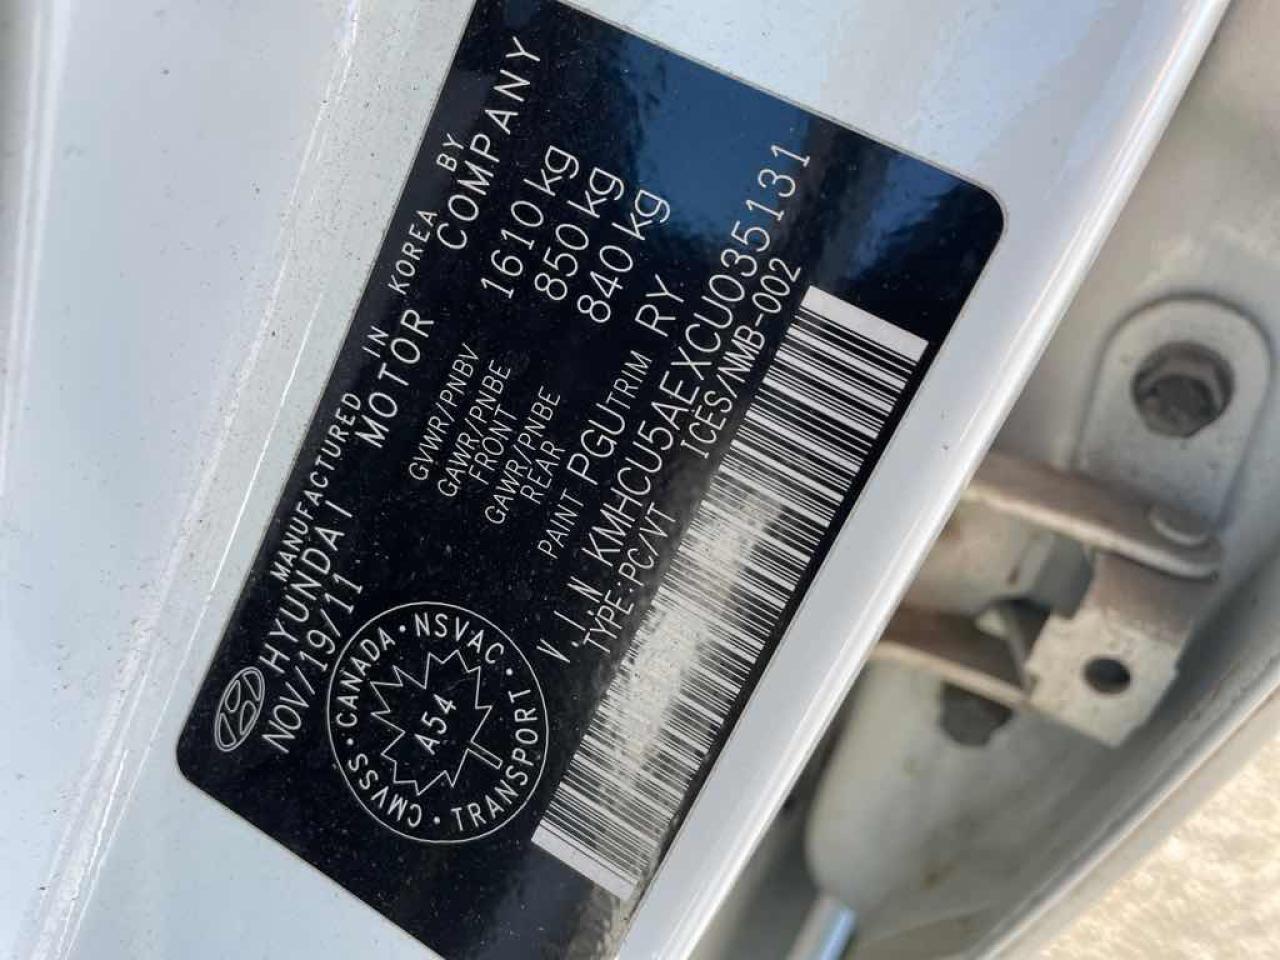 MANUFACTURED IN KOREA BY
HYUNDAI MOTOR COMPANY
NOV/19/11
GVWR/PNBV 1610 kg
GAWR/PNBE FRONT 850 kg
GAWR/PNBE REAR 840 kg
CMVSS · CANADA · NSVAC · TRANSPORT ·
A54
PAINT PGU TRIM RY
V.I.N KMHCU5AEXCU035131
TYPE:PC/VT ICES/NMB-002